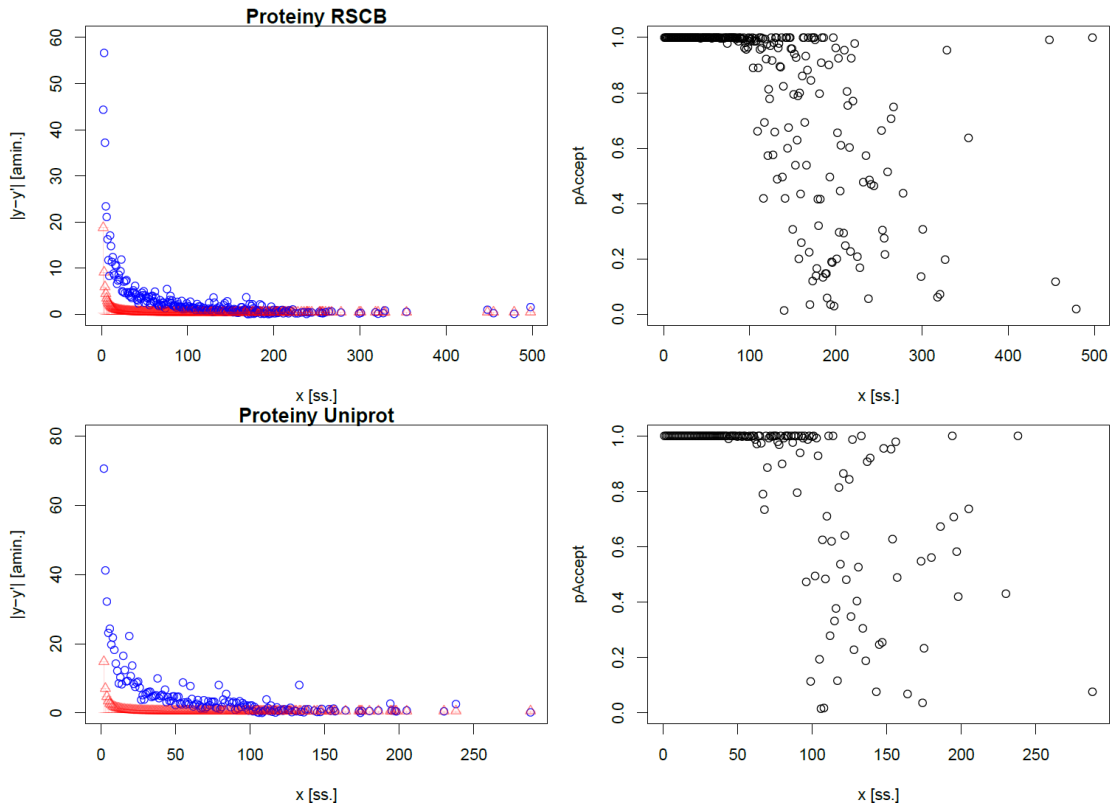 Proteiny RSCB
|y-y'| [amin.]
0 10 20 30 40 50 60
0 100 200 300 400 500
x [ss.]
pAccept
0.0 0.2 0.4 0.6 0.8 1.0
0 100 200 300 400 500
x [ss.]
Proteiny Uniprot
|y-y'| [amin.]
0 20 40 60 80
0 50 100 150 200 250
x [ss.]
pAccept
0.0 0.2 0.4 0.6 0.8 1.0
0 50 100 150 200 250
x [ss.]